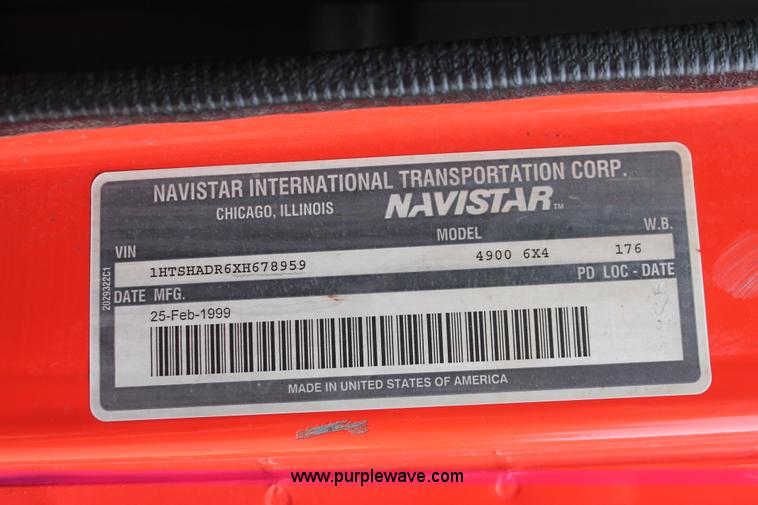 NAVISTAR INTERNATIONAL TRANSPORTATION CORP.
CHICAGO, ILLINOIS NAVISTAR™
VIN MODEL W.B.
1HTSHADR6XH678959 4900 6X4 176
DATE MFG. PD LOC - DATE
25-Feb-1999
MADE IN UNITED STATES OF AMERICA
2029322C1
www.purplewave.com